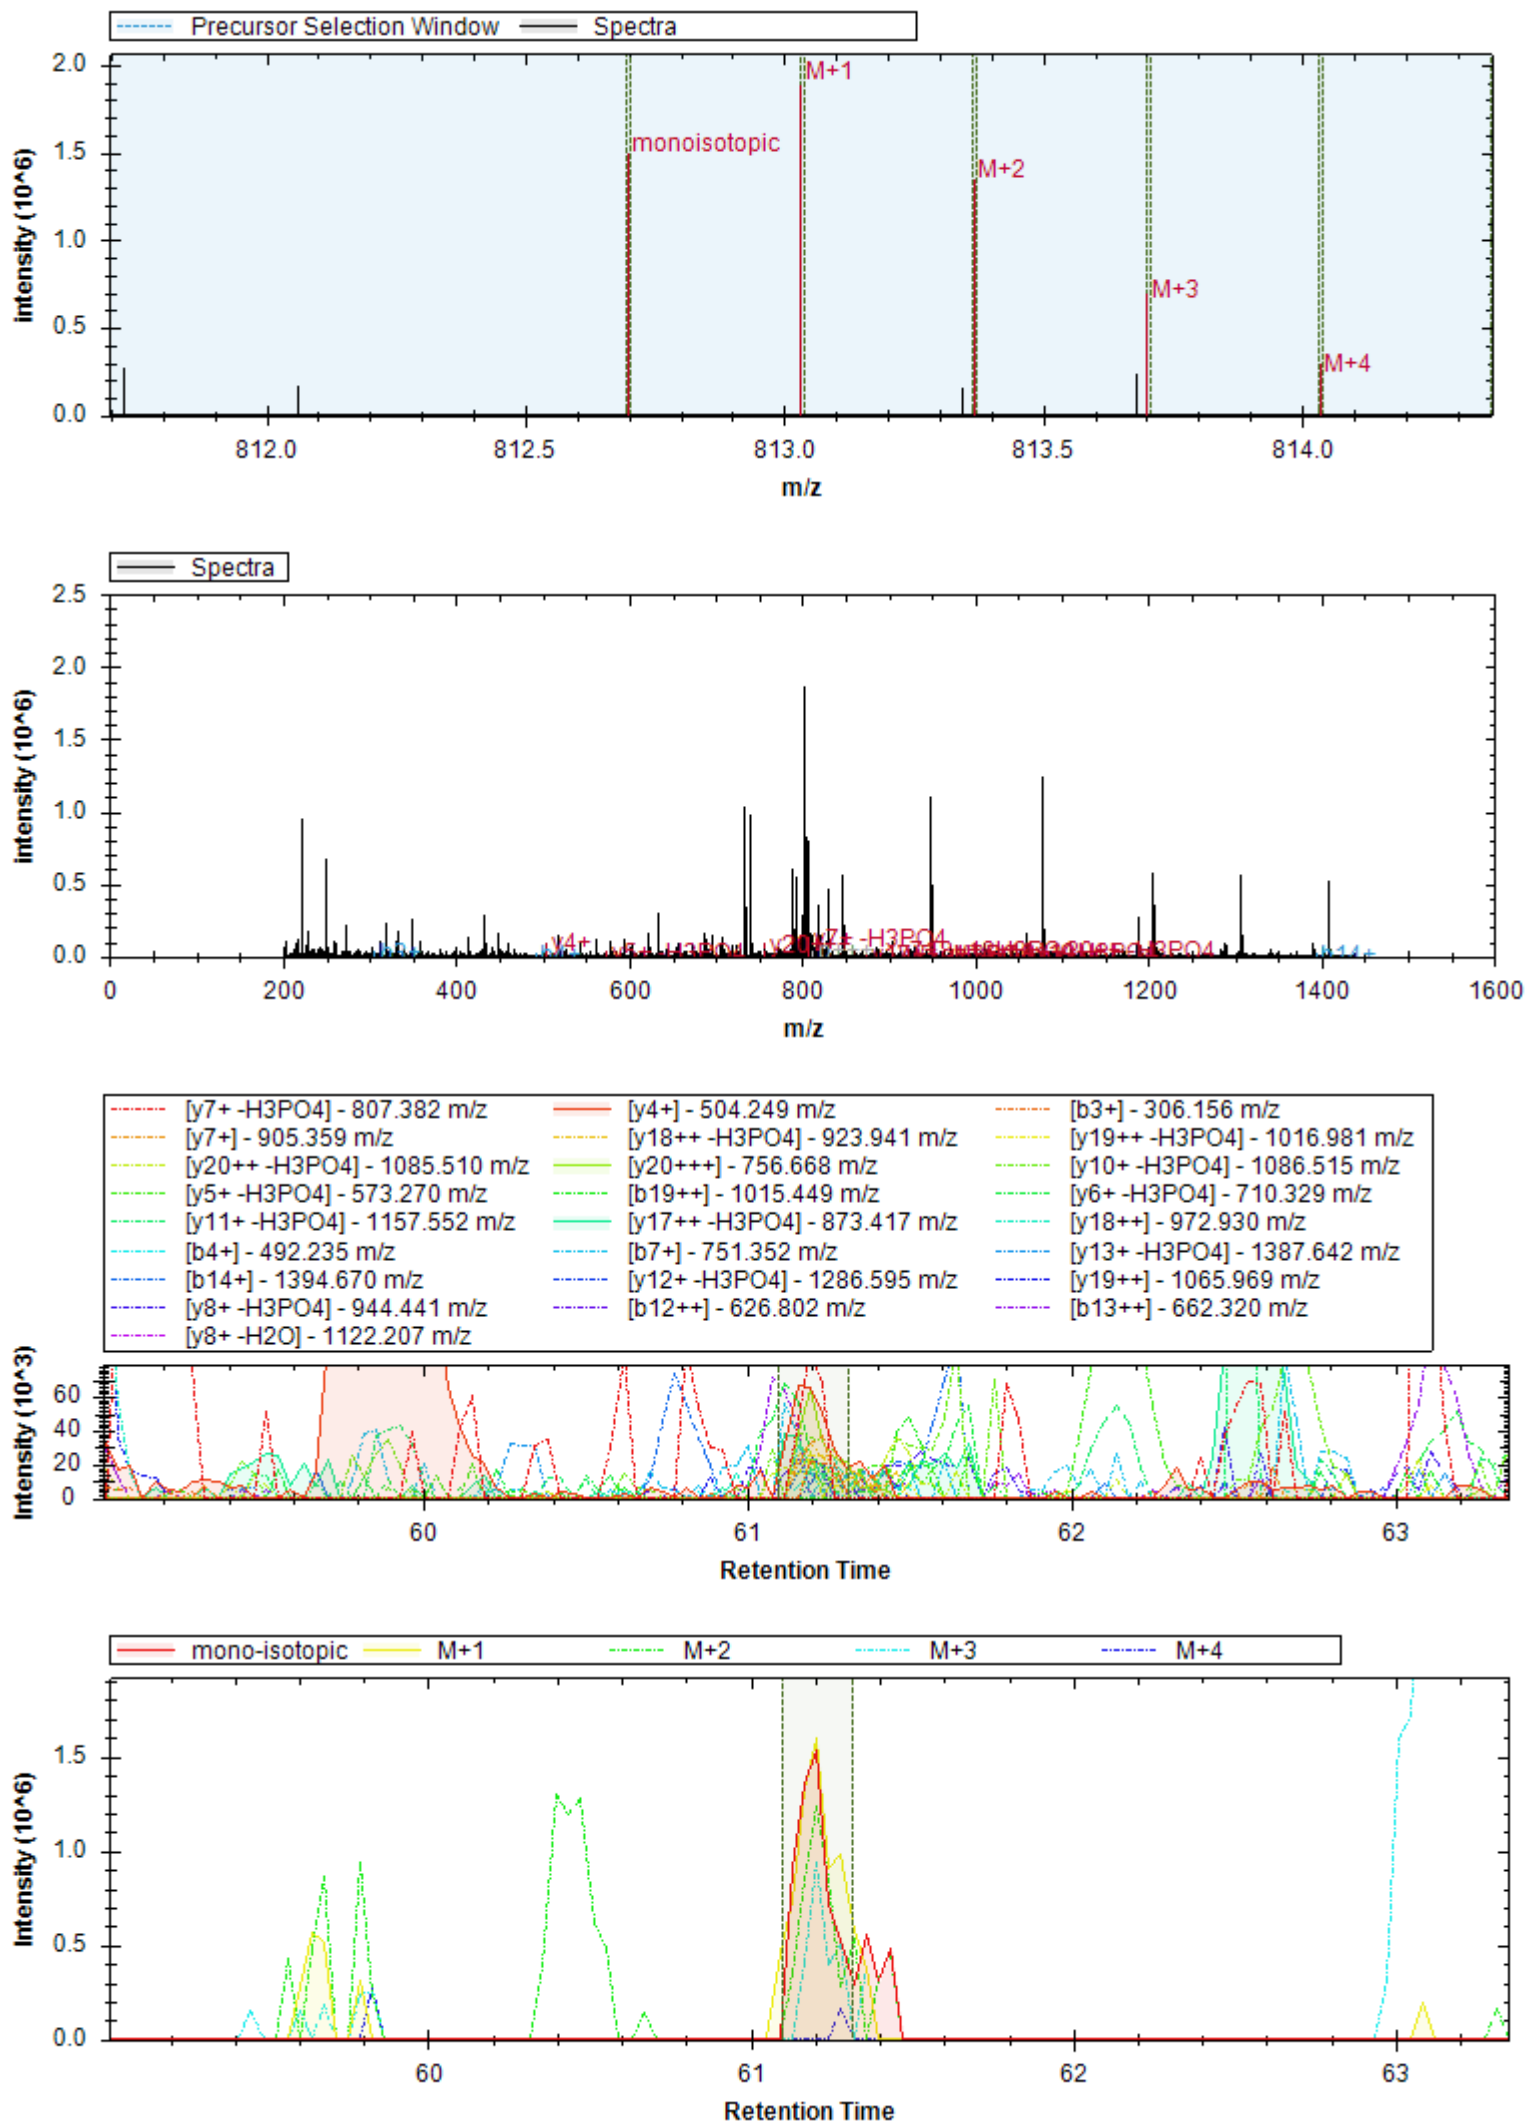 Precursor Selection Window Spectra
2.0
1.5
1.0
0.5
0.0
intensity (10^6)
monoisotopic
M+1
M+2
M+3
M+4
812.0 812.5 813.0 813.5 814.0
m/z
Spectra
2.5
2.0
1.5
1.0
0.5
0.0
intensity (10^6)
y4+
0 200 400 600 800 1000 1200 1400 1600
m/z
[y7+ -H3PO4] - 807.382 m/z [y4+] - 504.249 m/z [b3+] - 306.156 m/z
[y7+] - 905.359 m/z [y18++ -H3PO4] - 923.941 m/z [y19++ -H3PO4] - 1016.981 m/z
[y20++ -H3PO4] - 1085.510 m/z [y20+++] - 756.668 m/z [y10+ -H3PO4] - 1086.515 m/z
[y5+ -H3PO4] - 573.270 m/z [b19++] - 1015.449 m/z [y6+ -H3PO4] - 710.329 m/z
[y11+ -H3PO4] - 1157.552 m/z [y17++ -H3PO4] - 873.417 m/z [y18++] - 972.930 m/z
[b4+] - 492.235 m/z [b7+] - 751.352 m/z [y13+ -H3PO4] - 1387.642 m/z
[b14+] - 1394.670 m/z [y12+ -H3PO4] - 1286.595 m/z [y19++] - 1065.969 m/z
[y8+ -H3PO4] - 944.441 m/z [b12++] - 626.802 m/z [b13++] - 662.320 m/z
[y8+ -H2O] - 1122.207 m/z
60
40
20
0
Intensity (10^3)
60 61 62 63
Retention Time
mono-isotopic M+1 M+2 M+3 M+4
1.5
1.0
0.5
0.0
Intensity (10^6)
60 61 62 63
Retention Time